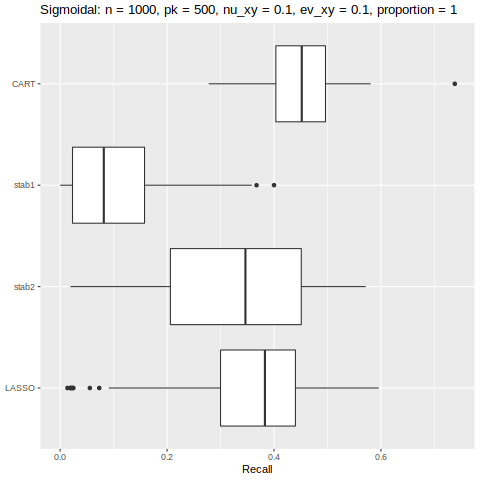 Sigmoidal: n = 1000, pk = 500, nu_xy = 0.1, ev_xy = 0.1, proportion = 1
CART
stab1
stab2
LASSO
0.0 0.2 0.4 0.6
Recall